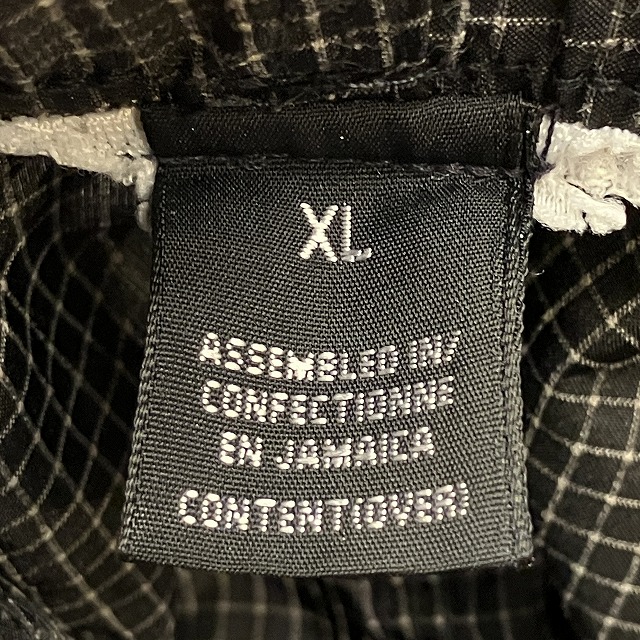 XL
ASSEMBLED IN/
CONFECTIONNE
EN JAMAICA
CONTENT(OVER)